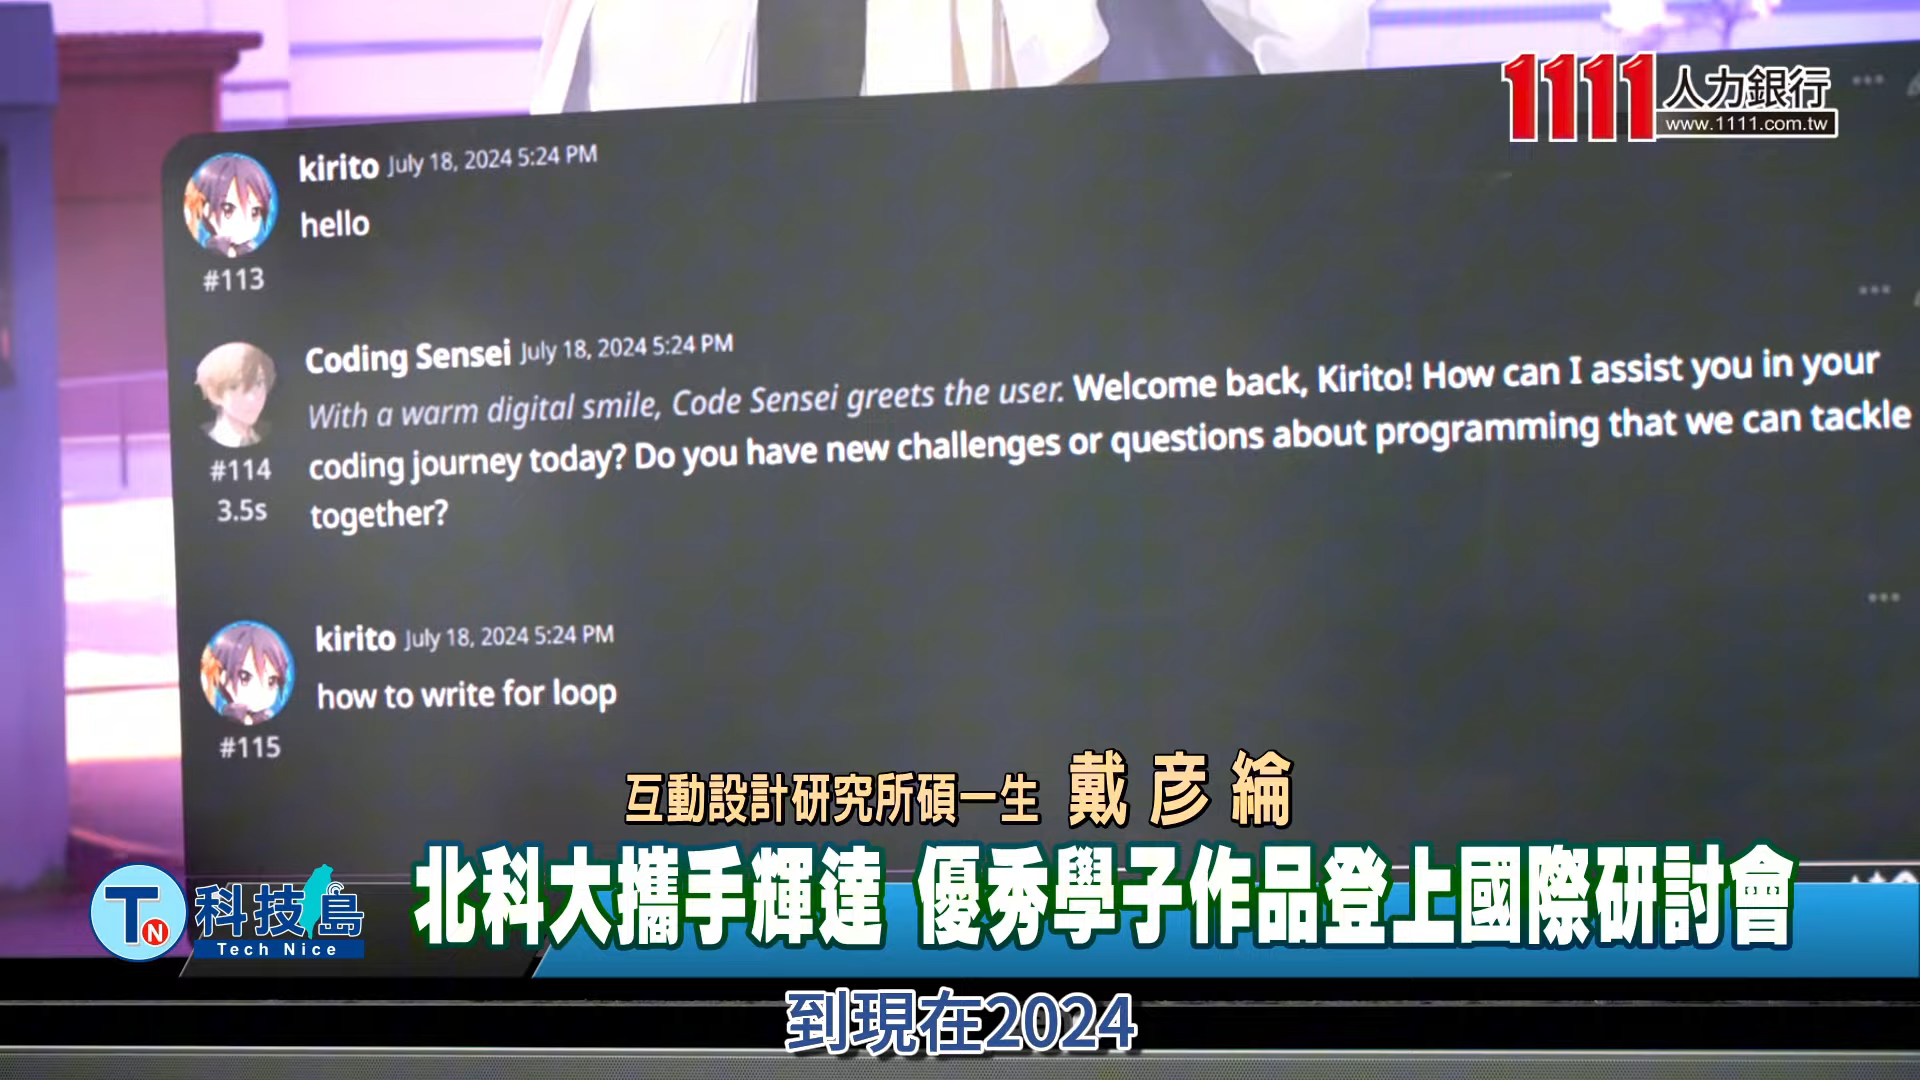 1111 人力銀行
www.1111.com.tw
kirito July 18, 2024 5:24 PM
hello
#113
Coding Sensei July 18, 2024 5:24 PM
With a warm digital smile, Code Sensei greets the user. Welcome back, Kirito! How can I assist you in your
coding journey today? Do you have new challenges or questions about programming that we can tackle
together?
#114
3.5s
kirito July 18, 2024 5:24 PM
how to write for loop
#115
互動設計研究所碩一生 戴彥綸
北科大攜手輝達 優秀學子作品登上國際研討會
TN 科技島
Tech Nice
到現在2024